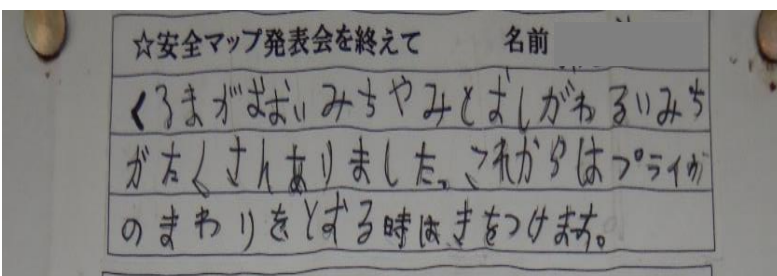 ☆安全マップ発表会を終えて 名前
くるまがおおいみちやみとおしがわるいみち
がたくさんありました。これからはプライガ
のまわりをとおる時は、きをつけます。